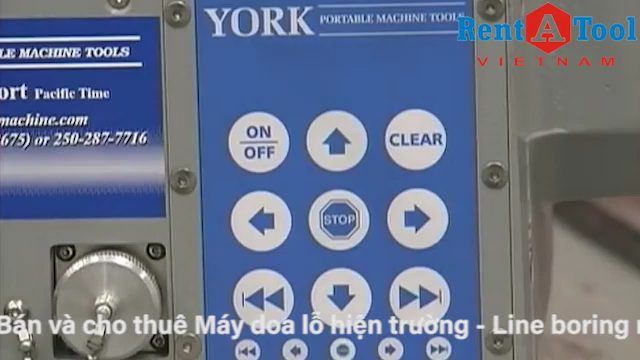 YORK PORTABLE MACHINE TOOLS
Rent A Tool
VIETNAM
MACHINE TOOLS
ort Pacific Time
machine.com
675) or 250-287-7716
ON
OFF
CLEAR
STOP
Bán và cho thuê Máy doa lỗ hiện trường - Line boring